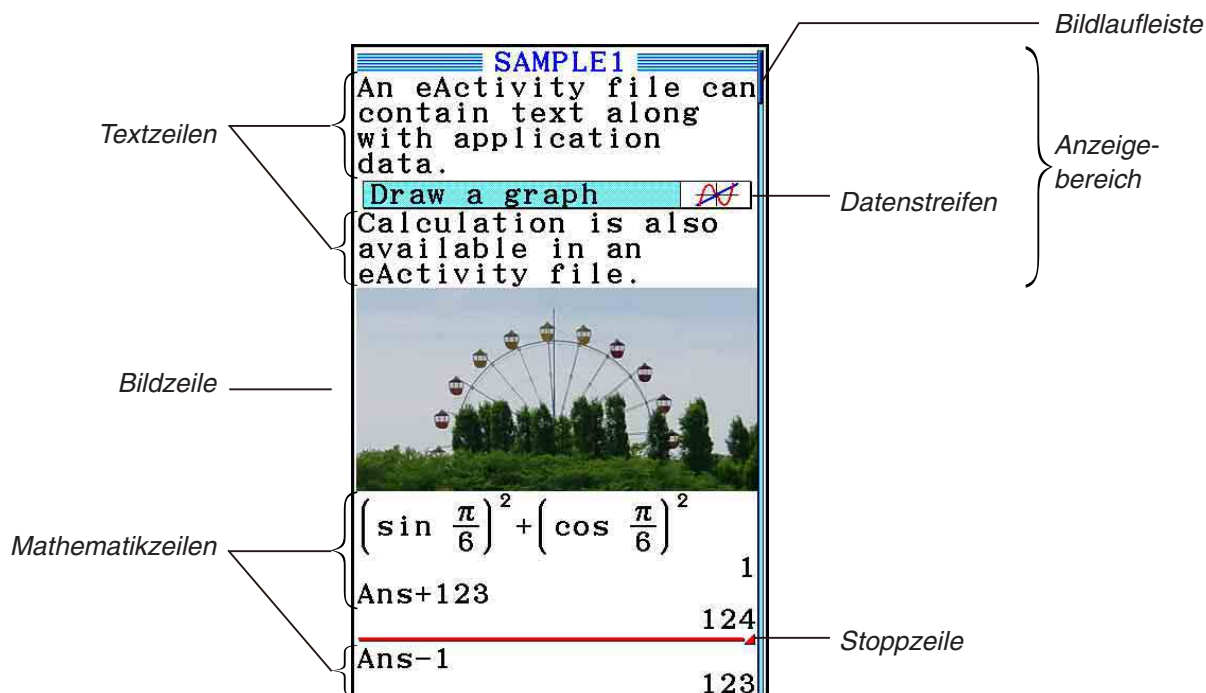 Bildlaufleiste
SAMPLE1
An eActivity file can
contain text along
with application
data.
Textzeilen
Anzeige-
bereich
Draw a graph
Datenstreifen
Calculation is also
available in an
eActivity file.
Bildzeile
(sin π/6)²+(cos π/6)²
1
Mathematikzeilen
Ans+123
124
Stoppzeile
Ans−1
123